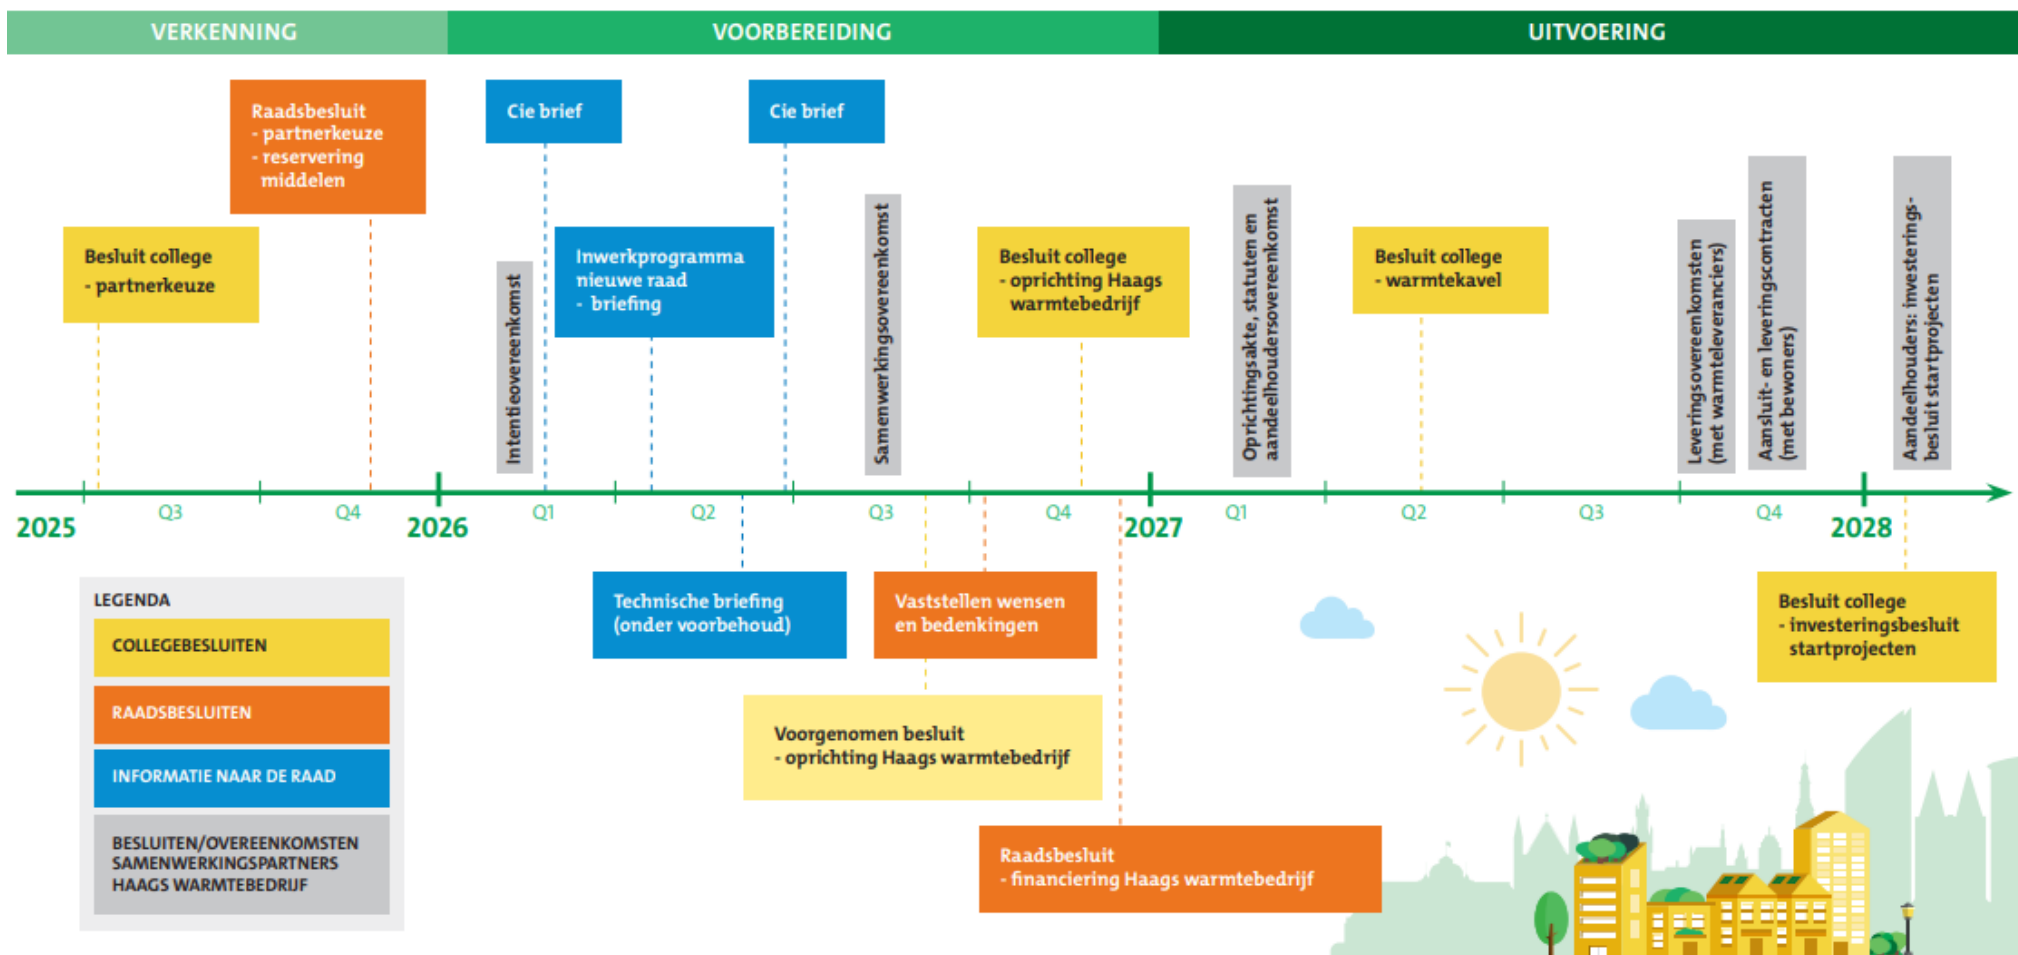 VERKENNING
VOORBEREIDING
UITVOERING
Raadsbesluit
- partnerkeuze
- reservering
middelen
Cie brief
Cie brief
Besluit college
- partnerkeuze
Intentieovereenkomst
Inwerkprogramma
nieuwe raad
- briefing
Samenwerkingsovereenkomst
Besluit college
- oprichting Haags
warmtebedrijf
Oprichtingsakte, statuten en
aandeelhoudersovereenkomst
Besluit college
- warmtekavel
Leveringsovereenkomsten
(met warmteleveranciers)
Aansluit- en leveringscontracten
(met bewoners)
Aandeelhouders: investerings-
besluit startprojecten
2025
Q3
Q4
2026
Q1
Q2
Q3
Q4
2027
Q1
Q2
Q3
Q4
2028
Technische briefing
(onder voorbehoud)
Vaststellen wensen
en bedenkingen
Besluit college
- investeringsbesluit
startprojecten
Voorgenomen besluit
- oprichting Haags warmtebedrijf
Raadsbesluit
- financiering Haags warmtebedrijf
LEGENDA
COLLEGEBESLUITEN
RAADSBESLUITEN
INFORMATIE NAAR DE RAAD
BESLUITEN/OVEREENKOMSTEN
SAMENWERKINGSPARTNERS
HAAGS WARMTEBEDRIJF